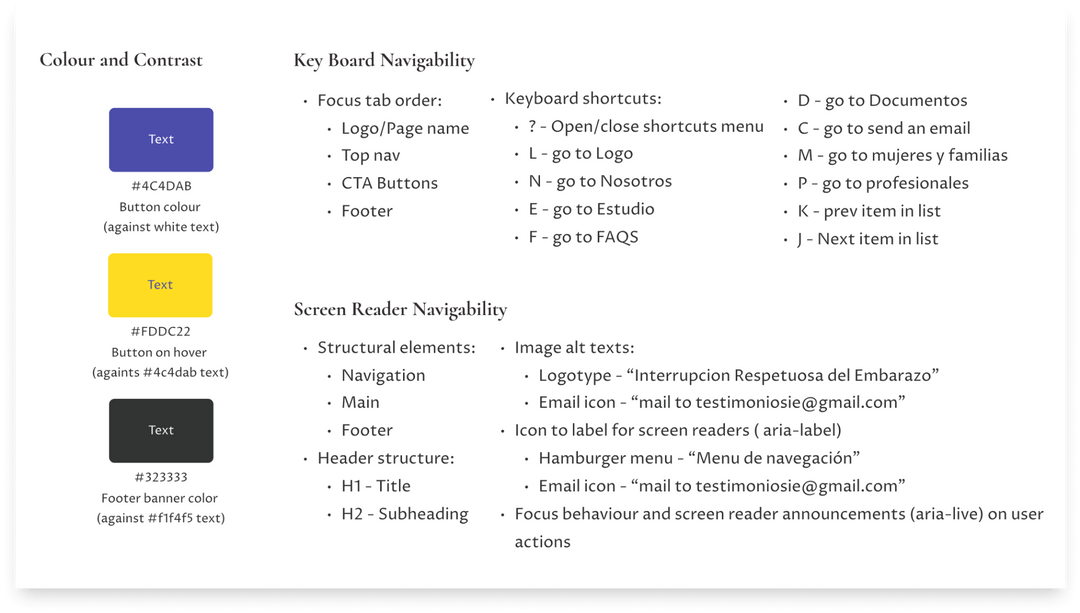 Colour and Contrast
Text
#4C4DAB
Button colour
(against white text)
Text
#FDDC22
Button on hover
(againts #4c4dab text)
Text
#323333
Footer banner color
(against #f1f4f5 text)
Key Board Navigability
• Focus tab order:
• Logo/Page name
• Top nav
• CTA Buttons
• Footer
• Keyboard shortcuts:
• ? - Open/close shortcuts menu
• L - go to Logo
• N - go to Nosotros
• E - go to Estudio
• F - go to FAQS
• D - go to Documentos
• C - go to send an email
• M - go to mujeres y familias
• P - go to profesionales
• K - prev item in list
• J - Next item in list
Screen Reader Navigability
• Structural elements:
• Navigation
• Main
• Footer
• Header structure:
• H1 - Title
• H2 - Subheading
• Image alt texts:
• Logotype - “Interrupcion Respetuosa del Embarazo”
• Email icon - “mail to testimoniosie@gmail.com”
• Icon to label for screen readers ( aria-label)
• Hamburger menu - “Menu de navegación”
• Email icon - “mail to testimoniosie@gmail.com”
• Focus behaviour and screen reader announcements (aria-live) on user
actions